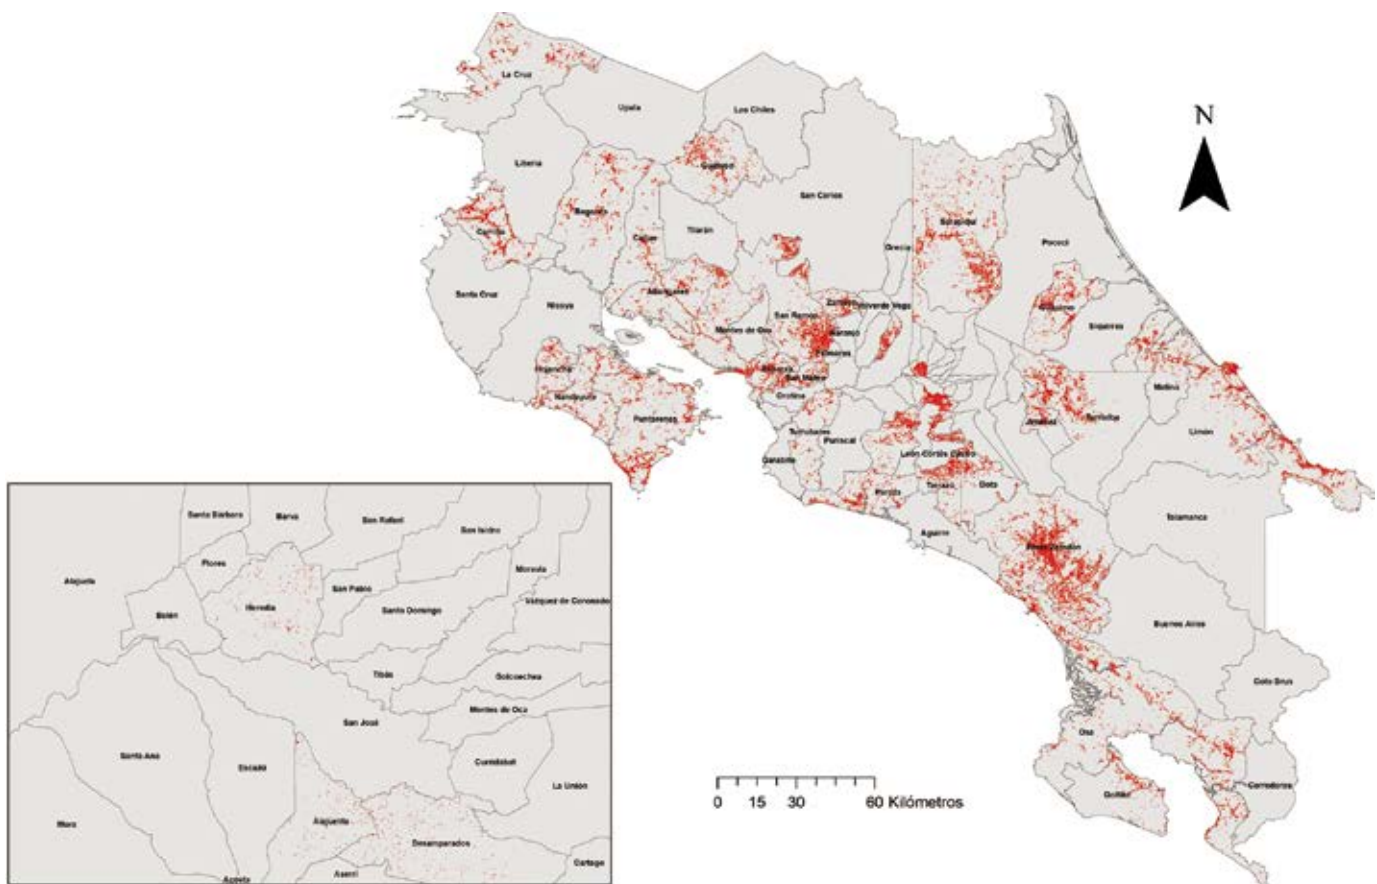 La Cruz
Upala
Los Chiles
N
Liberia
Guatuso
San Carlos
Bagaces
Sarapiquí
Carrillo
Cañas
Tilarán
Grecia
Pococí
Santa Cruz
Nicoya
Abangares
Guácimo
Zarcero
Valverde Vega
San Ramón
Montes de Oro
Naranjo
Siquirres
Palmares
Hojancha
Esparza
San Mateo
Matina
Orotina
Nandayure
Puntarenas
Jiménez
Turrialba
Limón
Turrubares
Puriscal
León Cortés Castro
Garabito
Parrita
Tarrazú
Dota
Talamanca
Aguirre
Pérez Zeledón
Buenos Aires
Coto Brus
Osa
Golfito
Corredores
0 15 30 60 Kilómetros
Santa Bárbara
Barva
San Rafael
San Isidro
Flores
Moravia
Alajuela
San Pablo
Heredia
Vázquez de Coronado
Belén
Santo Domingo
Tibás
Goicoechea
San José
Montes de Oca
Santa Ana
Escazú
Curridabat
La Unión
Mora
Alajuelita
Desamparados
Cartago
Aserrí
Acosta